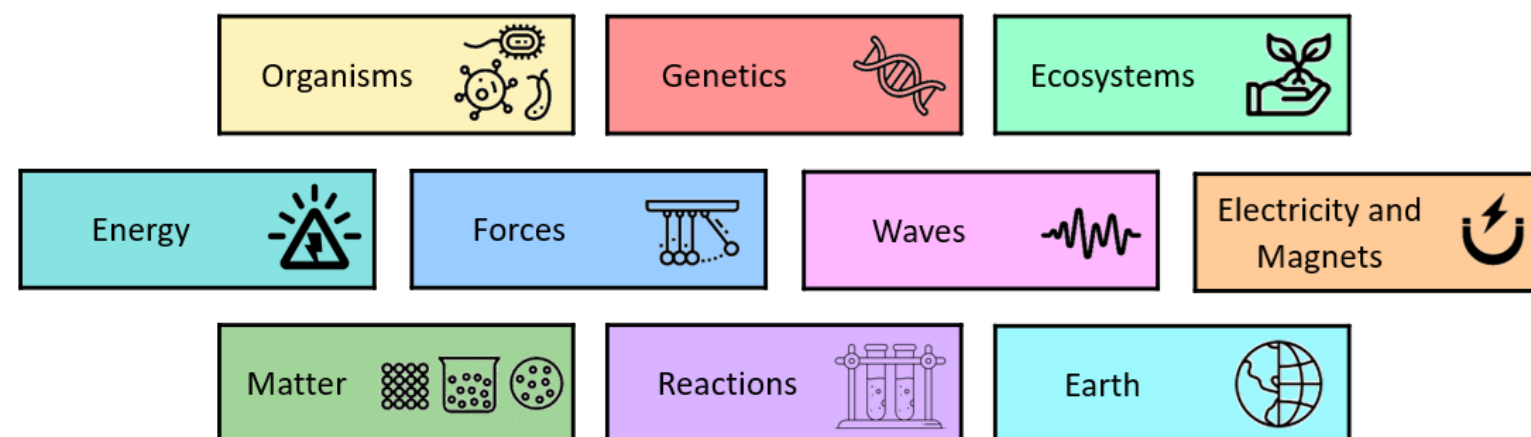 Organisms
Genetics
Ecosystems
Energy
Forces
Waves
Electricity and
Magnets
Matter
Reactions
Earth